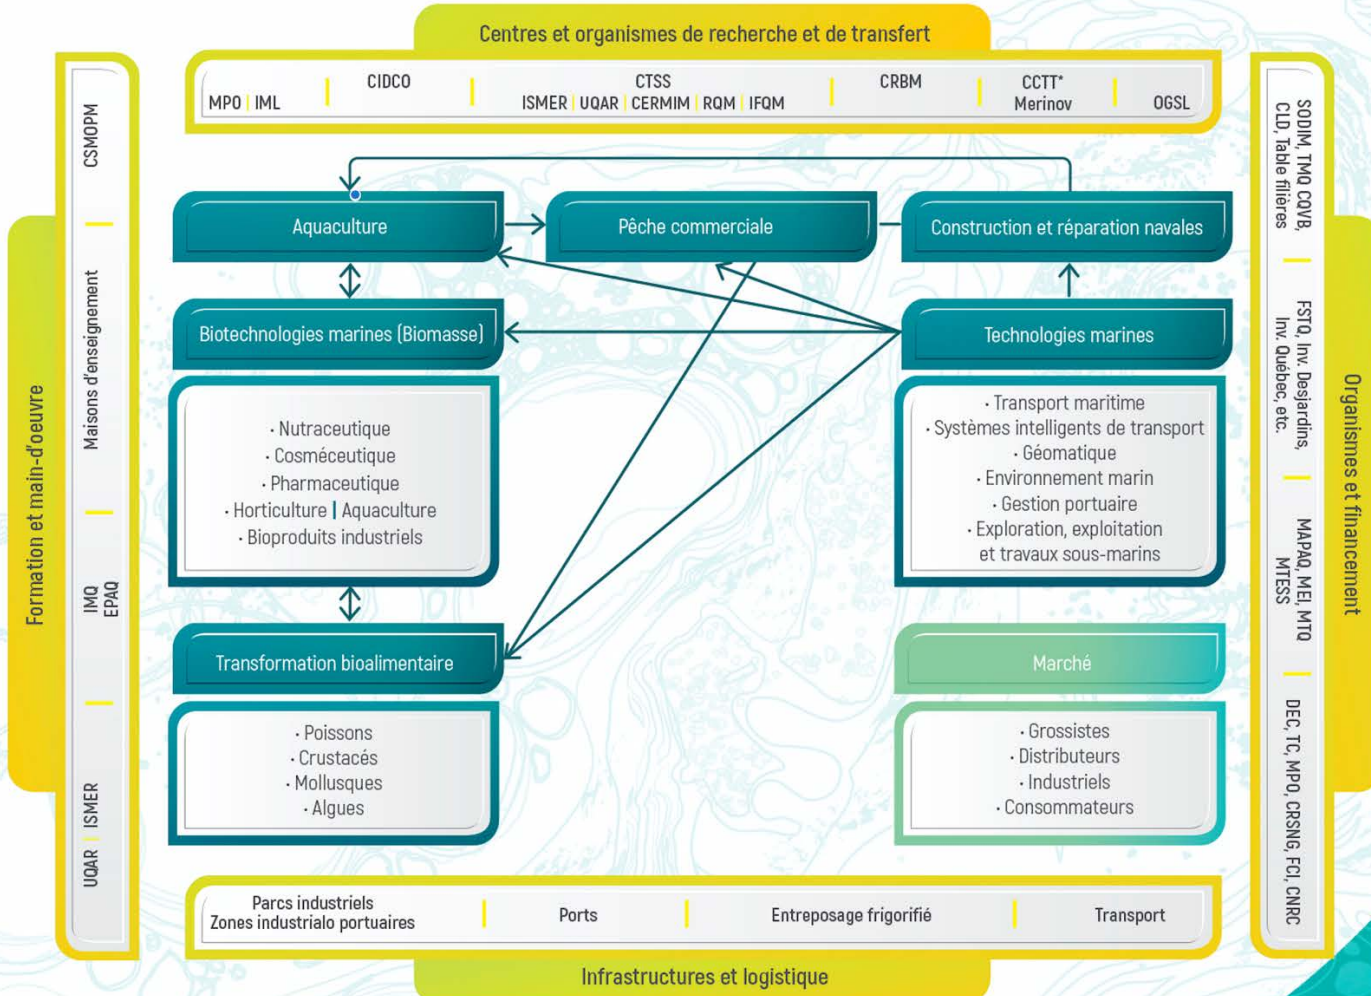 Centres et organismes de recherche et de transfert
MPO | IML
CIDCO
CTSS
ISMER | UQAR | CERMIM | RQM | IFQM
CRBM
CCTT*
Merinov
OGSL
Formation et main-d'oeuvre
CSMOPM
Maisons d'enseignement
IMQ
EPAQ
UQAR | ISMER
Aquaculture
Pêche commerciale
Construction et réparation navales
Biotechnologies marines (Biomasse)
· Nutraceutique
· Cosméceutique
· Pharmaceutique
· Horticulture | Aquaculture
· Bioproduits industriels
Technologies marines
· Transport maritime
· Systèmes intelligents de transport
· Géomatique
· Environnement marin
· Gestion portuaire
· Exploration, exploitation
et travaux sous-marins
Transformation bioalimentaire
· Poissons
· Crustacés
· Mollusques
· Algues
Marché
· Grossistes
· Distributeurs
· Industriels
· Consommateurs
Organismes et financement
SODIM, TMQ CQVB,
CLD, Table filières
FSTQ, Inv. Desjardins,
Inv. Québec, etc.
MAPAQ, MEI, MTQ
MTESS
DEC, TC, MPO, CRSNG, FCI, CNRC
Parcs industriels
Zones industrialo portuaires
Ports
Entreposage frigorifié
Transport
Infrastructures et logistique